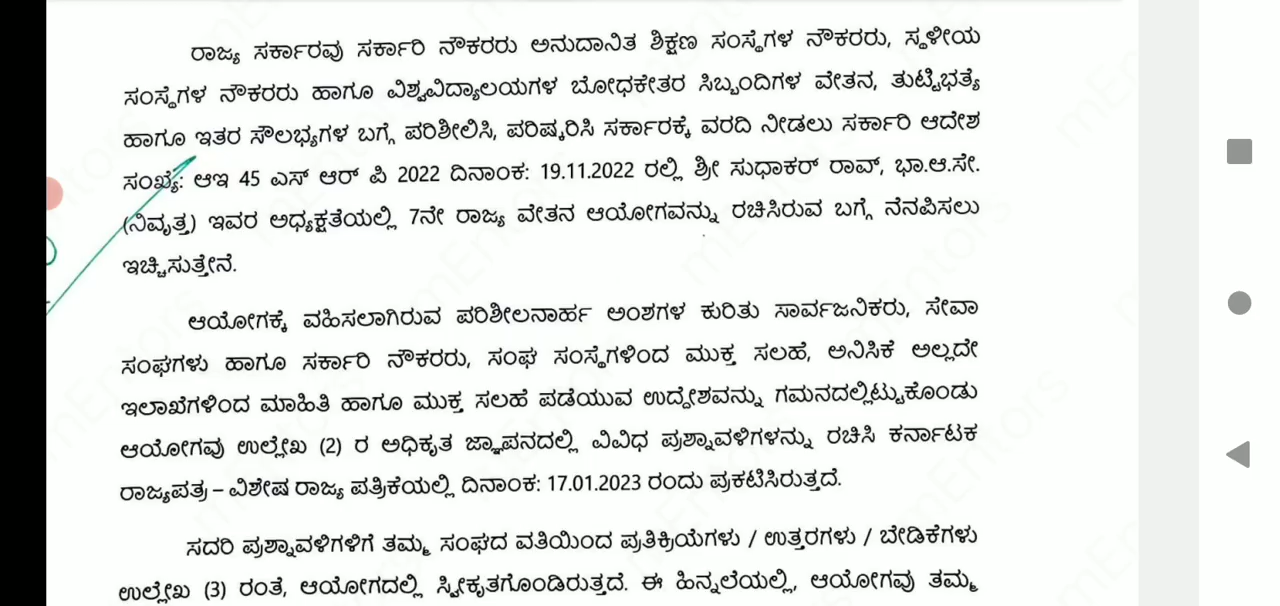 ರಾಜ್ಯ ಸರ್ಕಾರವು ಸರ್ಕಾರಿ ನೌಕರರು ಅನುದಾನಿತ ಶಿಕ್ಷಣ ಸಂಸ್ಥೆಗಳ ನೌಕರರು, ಸ್ಥಳೀಯ
ಸಂಸ್ಥೆಗಳ ನೌಕರರು ಹಾಗೂ ವಿಶ್ವವಿದ್ಯಾಲಯಗಳ ಬೋಧಕೇತರ ಸಿಬ್ಬಂದಿಗಳ ವೇತನ, ತುಟ್ಟಿಭತ್ಯೆ
ಹಾಗೂ ಇತರ ಸೌಲಭ್ಯಗಳ ಬಗ್ಗೆ ಪರಿಶೀಲಿಸಿ, ಪರಿಷ್ಕರಿಸಿ ಸರ್ಕಾರಕ್ಕೆ ವರದಿ ನೀಡಲು ಸರ್ಕಾರಿ ಆದೇಶ
ಸಂಖ್ಯೆ: ಆಇ 45 ಎಸ್ ಆರ್ ಪಿ 2022 ದಿನಾಂಕ: 19.11.2022 ರಲ್ಲಿ ಶ್ರೀ ಸುಧಾಕರ್ ರಾವ್, ಭಾ.ಆ.ಸೇ.
(ನಿವೃತ್ತ) ಇವರ ಅಧ್ಯಕ್ಷತೆಯಲ್ಲಿ 7ನೇ ರಾಜ್ಯ ವೇತನ ಆಯೋಗವನ್ನು ರಚಿಸಿರುವ ಬಗ್ಗೆ ನೆನಪಿಸಲು
ಇಚ್ಚಿಸುತ್ತೇನೆ.
ಆಯೋಗಕ್ಕೆ ವಹಿಸಲಾಗಿರುವ ಪರಿಶೀಲನಾರ್ಹ ಅಂಶಗಳ ಕುರಿತು ಸಾರ್ವಜನಿಕರು, ಸೇವಾ
ಸಂಘಗಳು ಹಾಗೂ ಸರ್ಕಾರಿ ನೌಕರರು, ಸಂಘ ಸಂಸ್ಥೆಗಳಿಂದ ಮುಕ್ತ ಸಲಹೆ, ಅನಿಸಿಕೆ ಅಲ್ಲದೇ
ಇಲಾಖೆಗಳಿಂದ ಮಾಹಿತಿ ಹಾಗೂ ಮುಕ್ತ ಸಲಹೆ ಪಡೆಯುವ ಉದ್ದೇಶವನ್ನು ಗಮನದಲ್ಲಿಟ್ಟುಕೊಂಡು
ಆಯೋಗವು ಉಲ್ಲೇಖ (2) ರ ಅಧಿಕೃತ ಜ್ಞಾಪನದಲ್ಲಿ ವಿವಿಧ ಪ್ರಶ್ನಾವಳಿಗಳನ್ನು ರಚಿಸಿ ಕರ್ನಾಟಕ
ರಾಜ್ಯಪತ್ರ – ವಿಶೇಷ ರಾಜ್ಯ ಪತ್ರಿಕೆಯಲ್ಲಿ ದಿನಾಂಕ: 17.01.2023 ರಂದು ಪ್ರಕಟಿಸಿರುತ್ತದೆ.
ಸದರಿ ಪ್ರಶ್ನಾವಳಿಗಳಿಗೆ ತಮ್ಮ ಸಂಘದ ವತಿಯಿಂದ ಪ್ರತಿಕ್ರಿಯೆಗಳು / ಉತ್ತರಗಳು / ಬೇಡಿಕೆಗಳು
ಉಲ್ಲೇಖ (3) ರಂತೆ, ಆಯೋಗದಲ್ಲಿ ಸ್ವೀಕೃತಗೊಂಡಿರುತ್ತದೆ. ಈ ಹಿನ್ನಲೆಯಲ್ಲಿ, ಆಯೋಗವು ತಮ್ಮ